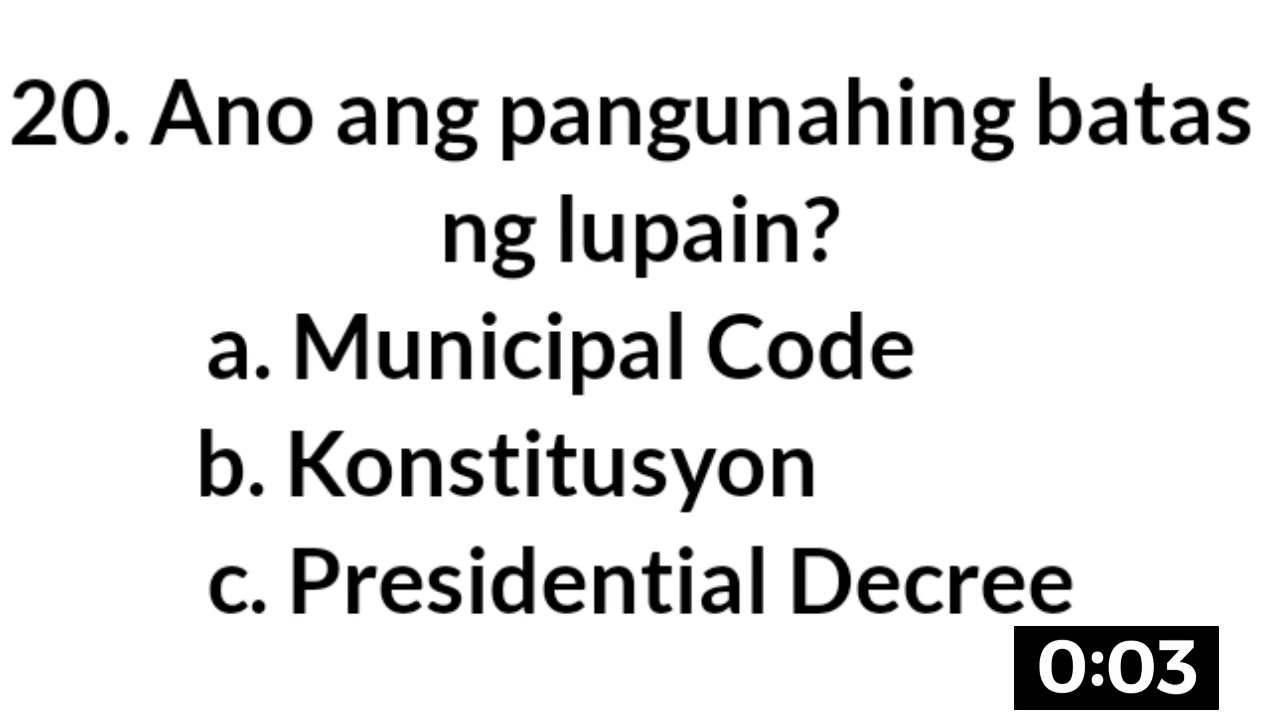 20. Ano ang pangunahing batas
ng lupain?
a. Municipal Code
b. Konstitusyon
c. Presidential Decree
0:03